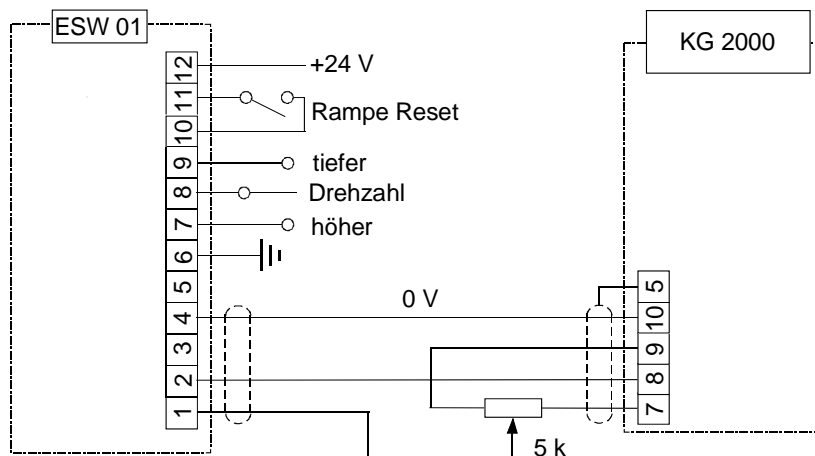 ESW 01
KG 2000
12
+24 V
11
Rampe Reset
10
9
tiefer
8
Drehzahl
7
höher
6
5
5
4
0 V
10
3
9
2
8
1
7
5 k